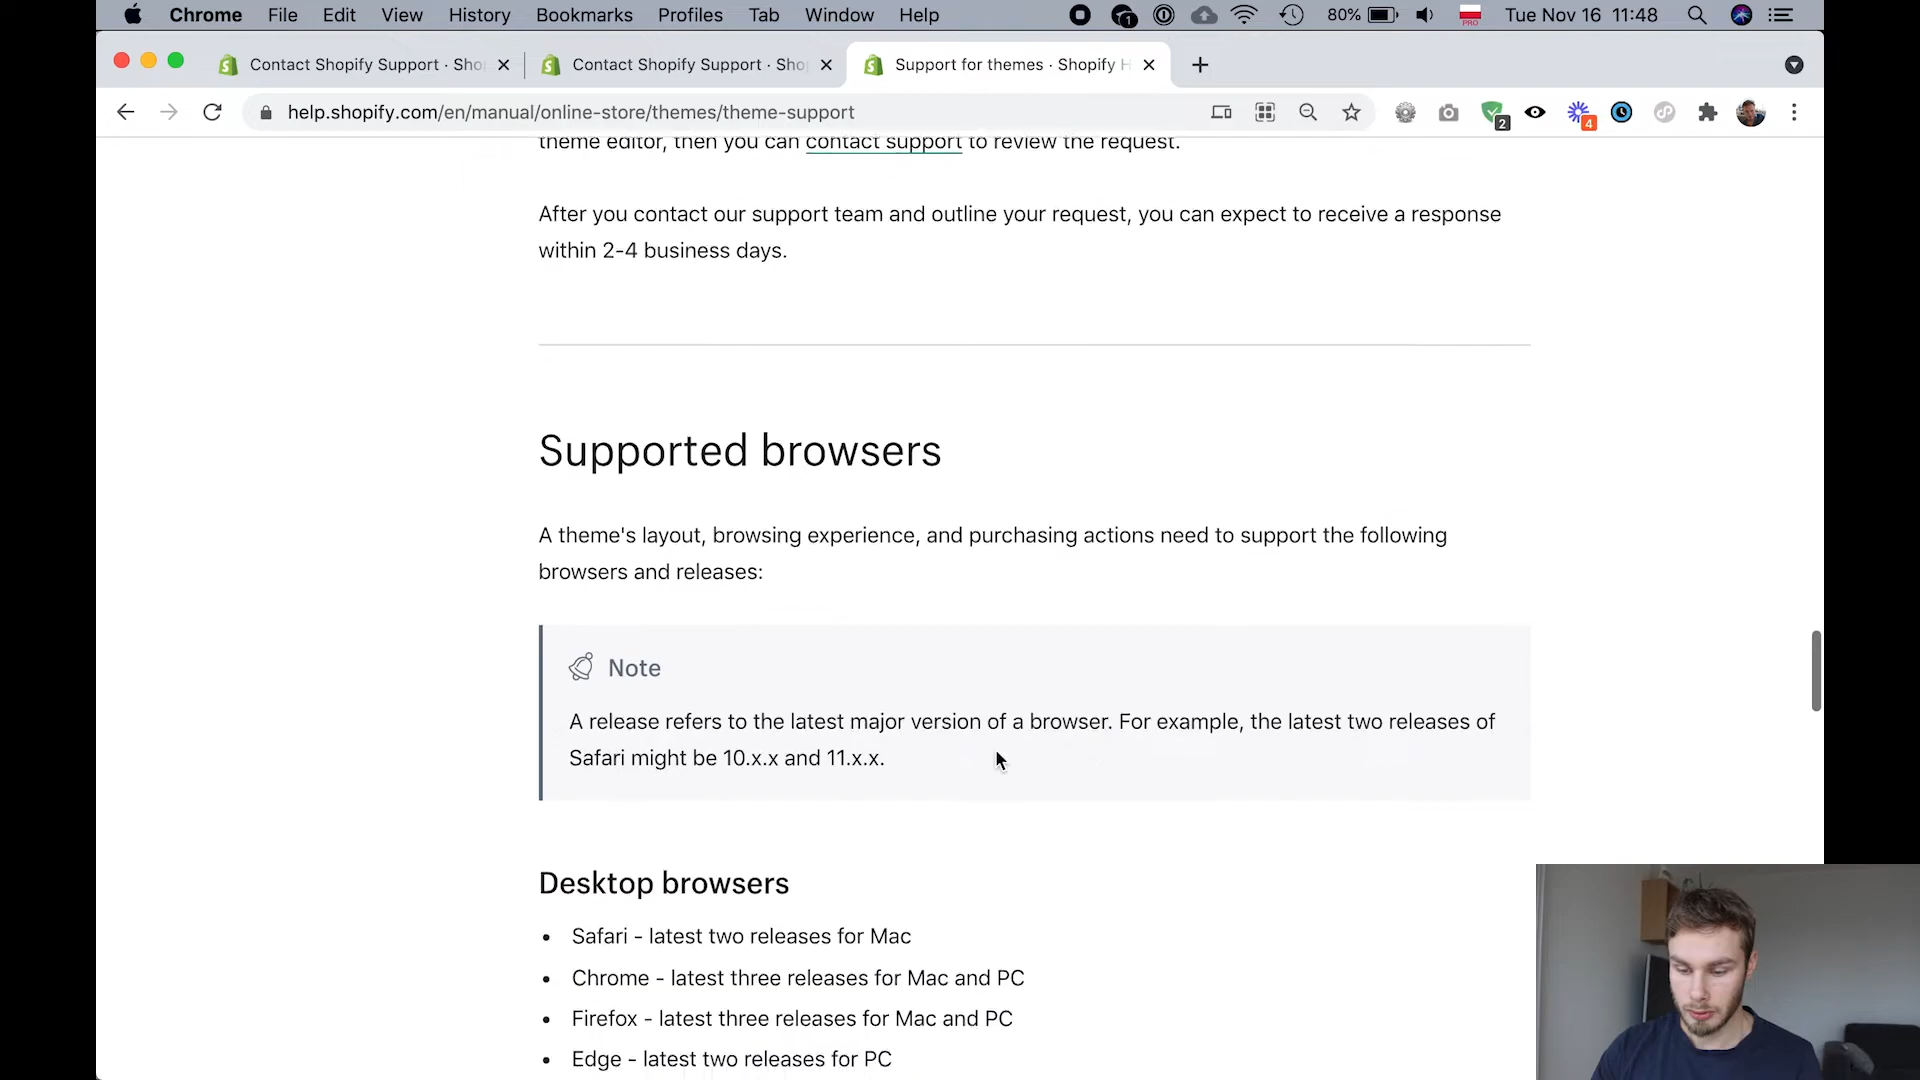 Chrome File Edit View History Bookmarks Profiles Tab Window Help 1 80% PRO Tue Nov 16 11:48
Contact Shopify Support · Sho Contact Shopify Support · Sho Support for themes · Shopify H
help.shopify.com/en/manual/online-store/themes/theme-support 2 4
theme editor, then you can contact support to review the request.
After you contact our support team and outline your request, you can expect to receive a response
within 2-4 business days.
Supported browsers
A theme's layout, browsing experience, and purchasing actions need to support the following
browsers and releases:
Note
A release refers to the latest major version of a browser. For example, the latest two releases of
Safari might be 10.x.x and 11.x.x.
Desktop browsers
• Safari - latest two releases for Mac
• Chrome - latest three releases for Mac and PC
• Firefox - latest three releases for Mac and PC
• Edge - latest two releases for PC